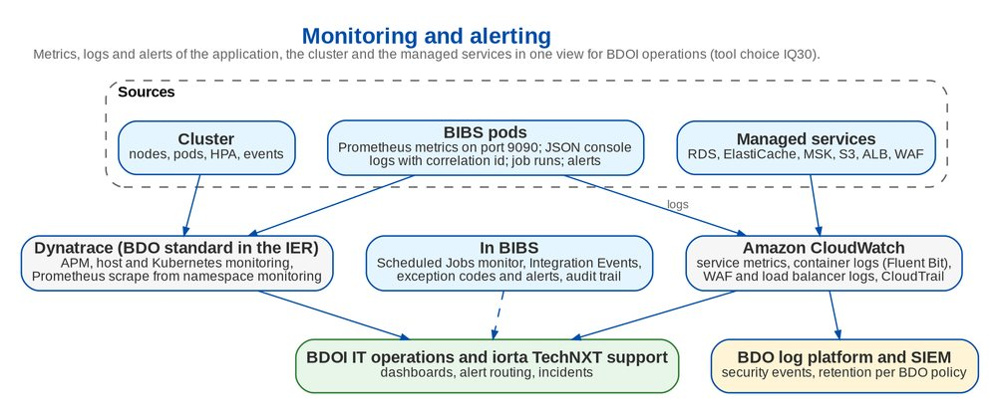 Monitoring and alerting
Metrics, logs and alerts of the application, the cluster and the managed services in one view for BDOI operations (tool choice IQ30).
Sources
Cluster
nodes, pods, HPA, events
BIBS pods
Prometheus metrics on port 9090; JSON console
logs with correlation id; job runs; alerts
Managed services
RDS, ElastiCache, MSK, S3, ALB, WAF
logs
Dynatrace (BDO standard in the IER)
APM, host and Kubernetes monitoring,
Prometheus scrape from namespace monitoring
In BIBS
Scheduled Jobs monitor, Integration Events,
exception codes and alerts, audit trail
Amazon CloudWatch
service metrics, container logs (Fluent Bit),
WAF and load balancer logs, CloudTrail
BDOI IT operations and iorta TechNXT support
dashboards, alert routing, incidents
BDO log platform and SIEM
security events, retention per BDO policy